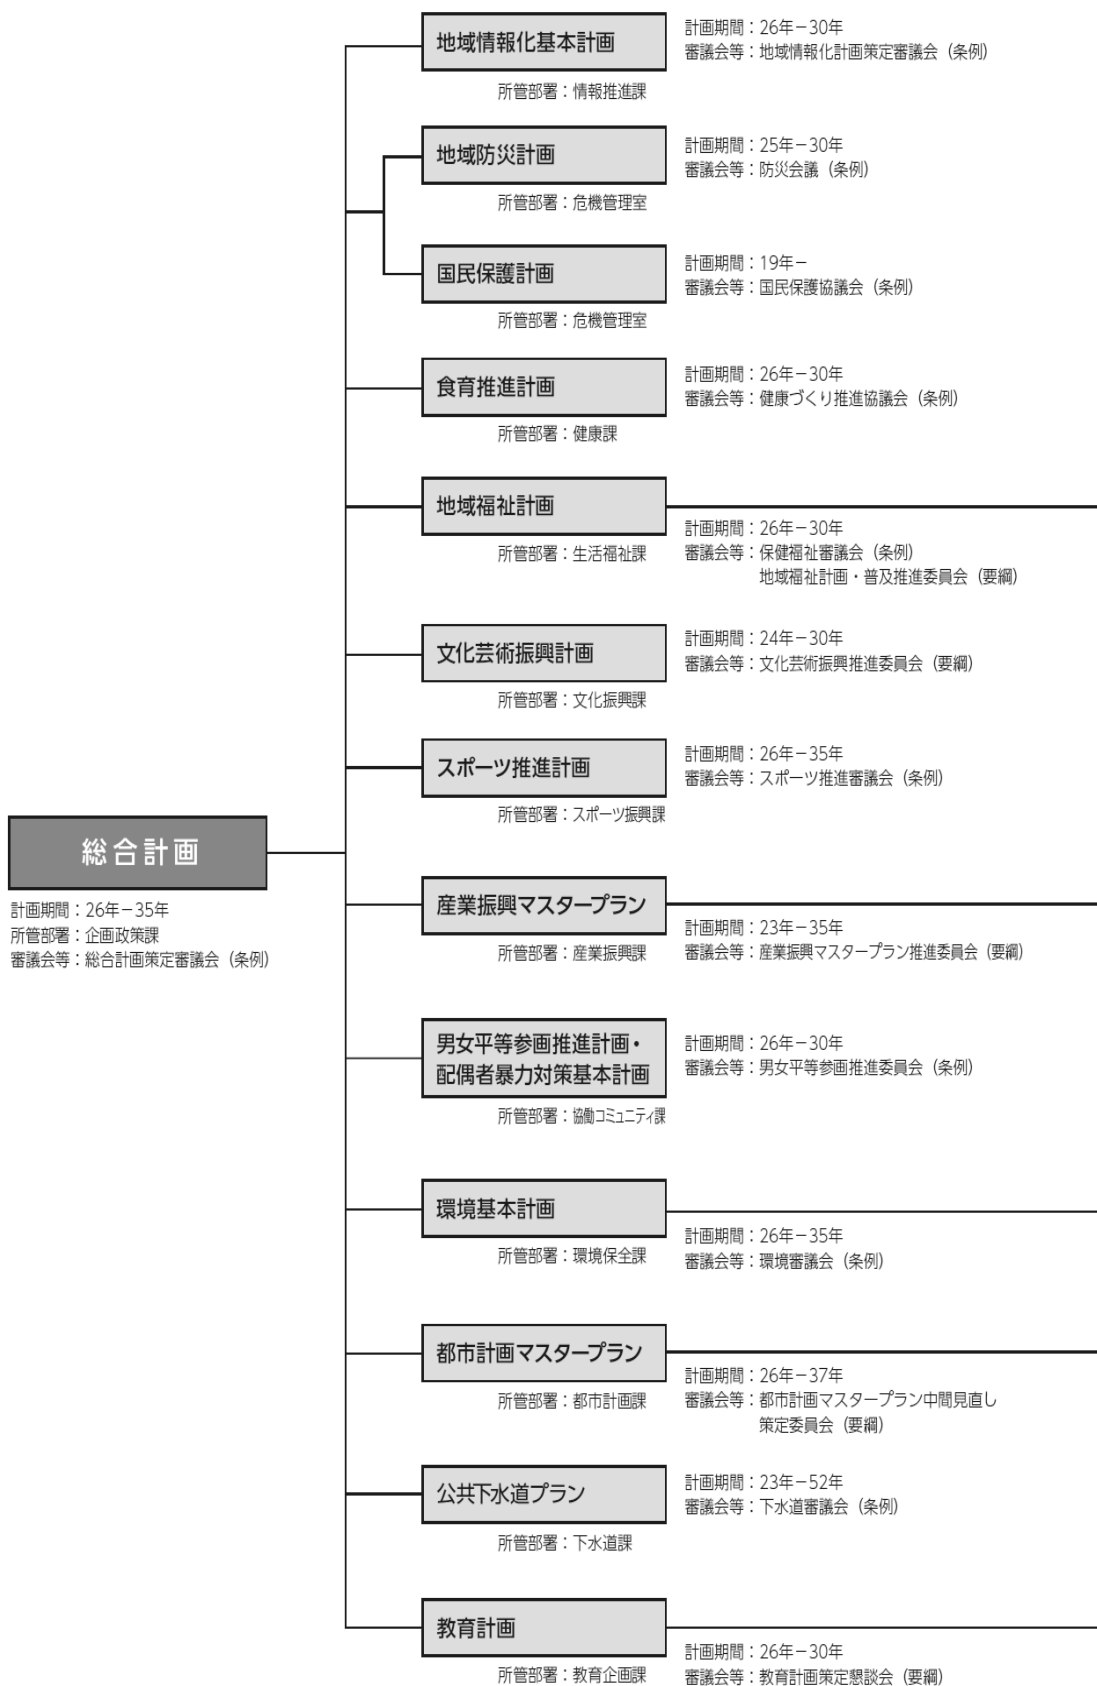 地域情報化基本計画
計画期間：26年－30年
審議会等：地域情報化計画策定審議会（条例）
所管部署：情報推進課
地域防災計画
計画期間：25年－30年
審議会等：防災会議（条例）
所管部署：危機管理室
国民保護計画
計画期間：19年－
審議会等：国民保護協議会（条例）
所管部署：危機管理室
食育推進計画
計画期間：26年－30年
審議会等：健康づくり推進協議会（条例）
所管部署：健康課
地域福祉計画
計画期間：26年－30年
審議会等：保健福祉審議会（条例）
地域福祉計画・普及推進委員会（要綱）
所管部署：生活福祉課
文化芸術振興計画
計画期間：24年－30年
審議会等：文化芸術振興推進委員会（要綱）
所管部署：文化振興課
スポーツ推進計画
計画期間：26年－35年
審議会等：スポーツ推進審議会（条例）
所管部署：スポーツ振興課
総合計画
計画期間：26年－35年
所管部署：企画政策課
審議会等：総合計画策定審議会（条例）
産業振興マスタープラン
計画期間：23年－35年
審議会等：産業振興マスタープラン推進委員会（要綱）
所管部署：産業振興課
男女平等参画推進計画・
配偶者暴力対策基本計画
計画期間：26年－30年
審議会等：男女平等参画推進委員会（条例）
所管部署：協働コミュニティ課
環境基本計画
計画期間：26年－35年
審議会等：環境審議会（条例）
所管部署：環境保全課
都市計画マスタープラン
計画期間：26年－37年
審議会等：都市計画マスタープラン中間見直し
策定委員会（要綱）
所管部署：都市計画課
公共下水道プラン
計画期間：23年－52年
審議会等：下水道審議会（条例）
所管部署：下水道課
教育計画
計画期間：26年－30年
審議会等：教育計画策定懇談会（要綱）
所管部署：教育企画課